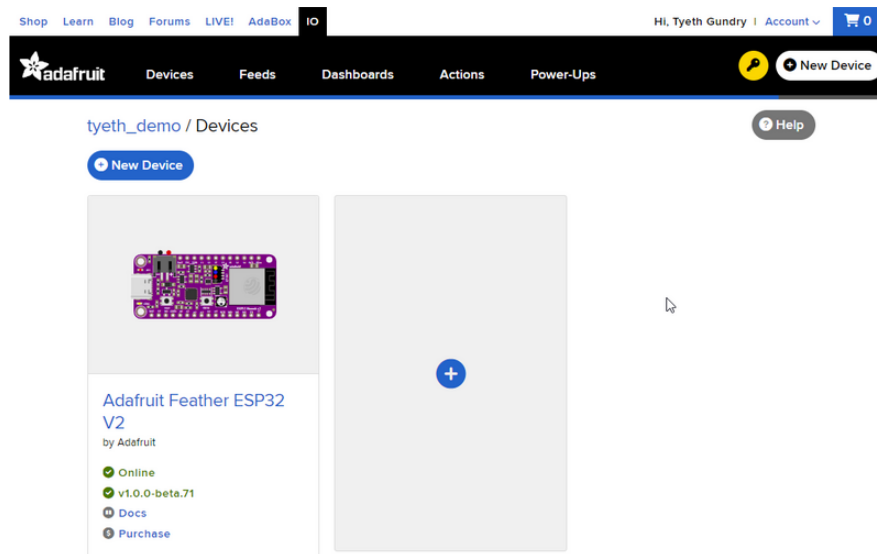 Shop Learn Blog Forums LIVE! AdaBox IO Hi, Tyeth Gundry | Account 0
adafruit Devices Feeds Dashboards Actions Power-Ups New Device
tyeth_demo / Devices Help
New Device
Adafruit Feather ESP32
V2
by Adafruit
Online
v1.0.0-beta.71
Docs
Purchase